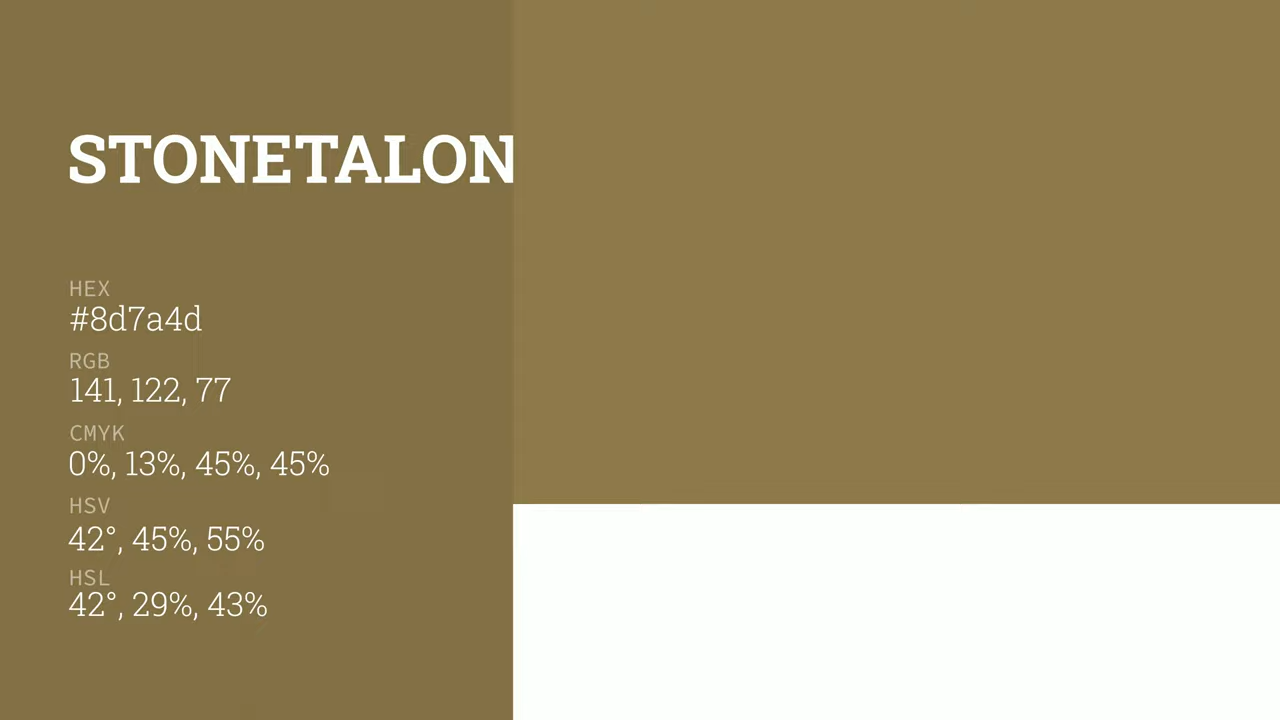 STONETALON
HEX
#8d7a4d
RGB
141, 122, 77
CMYK
0%, 13%, 45%, 45%
HSV
42°, 45%, 55%
HSL
42°, 29%, 43%